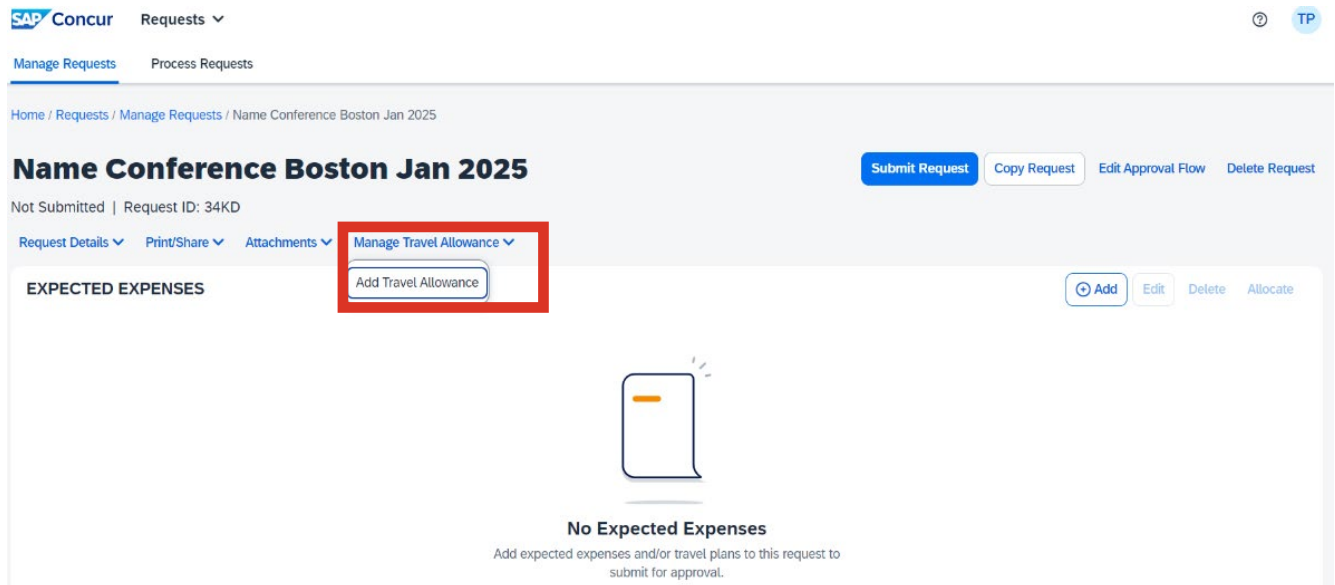 SAP Concur Requests
TP
Manage Requests Process Requests
Home / Requests / Manage Requests / Name Conference Boston Jan 2025
Name Conference Boston Jan 2025
Submit Request Copy Request Edit Approval Flow Delete Request
Not Submitted | Request ID: 34KD
Request Details Print/Share Attachments Manage Travel Allowance
Add Travel Allowance
EXPECTED EXPENSES
Add Edit Delete Allocate
No Expected Expenses
Add expected expenses and/or travel plans to this request to
submit for approval.